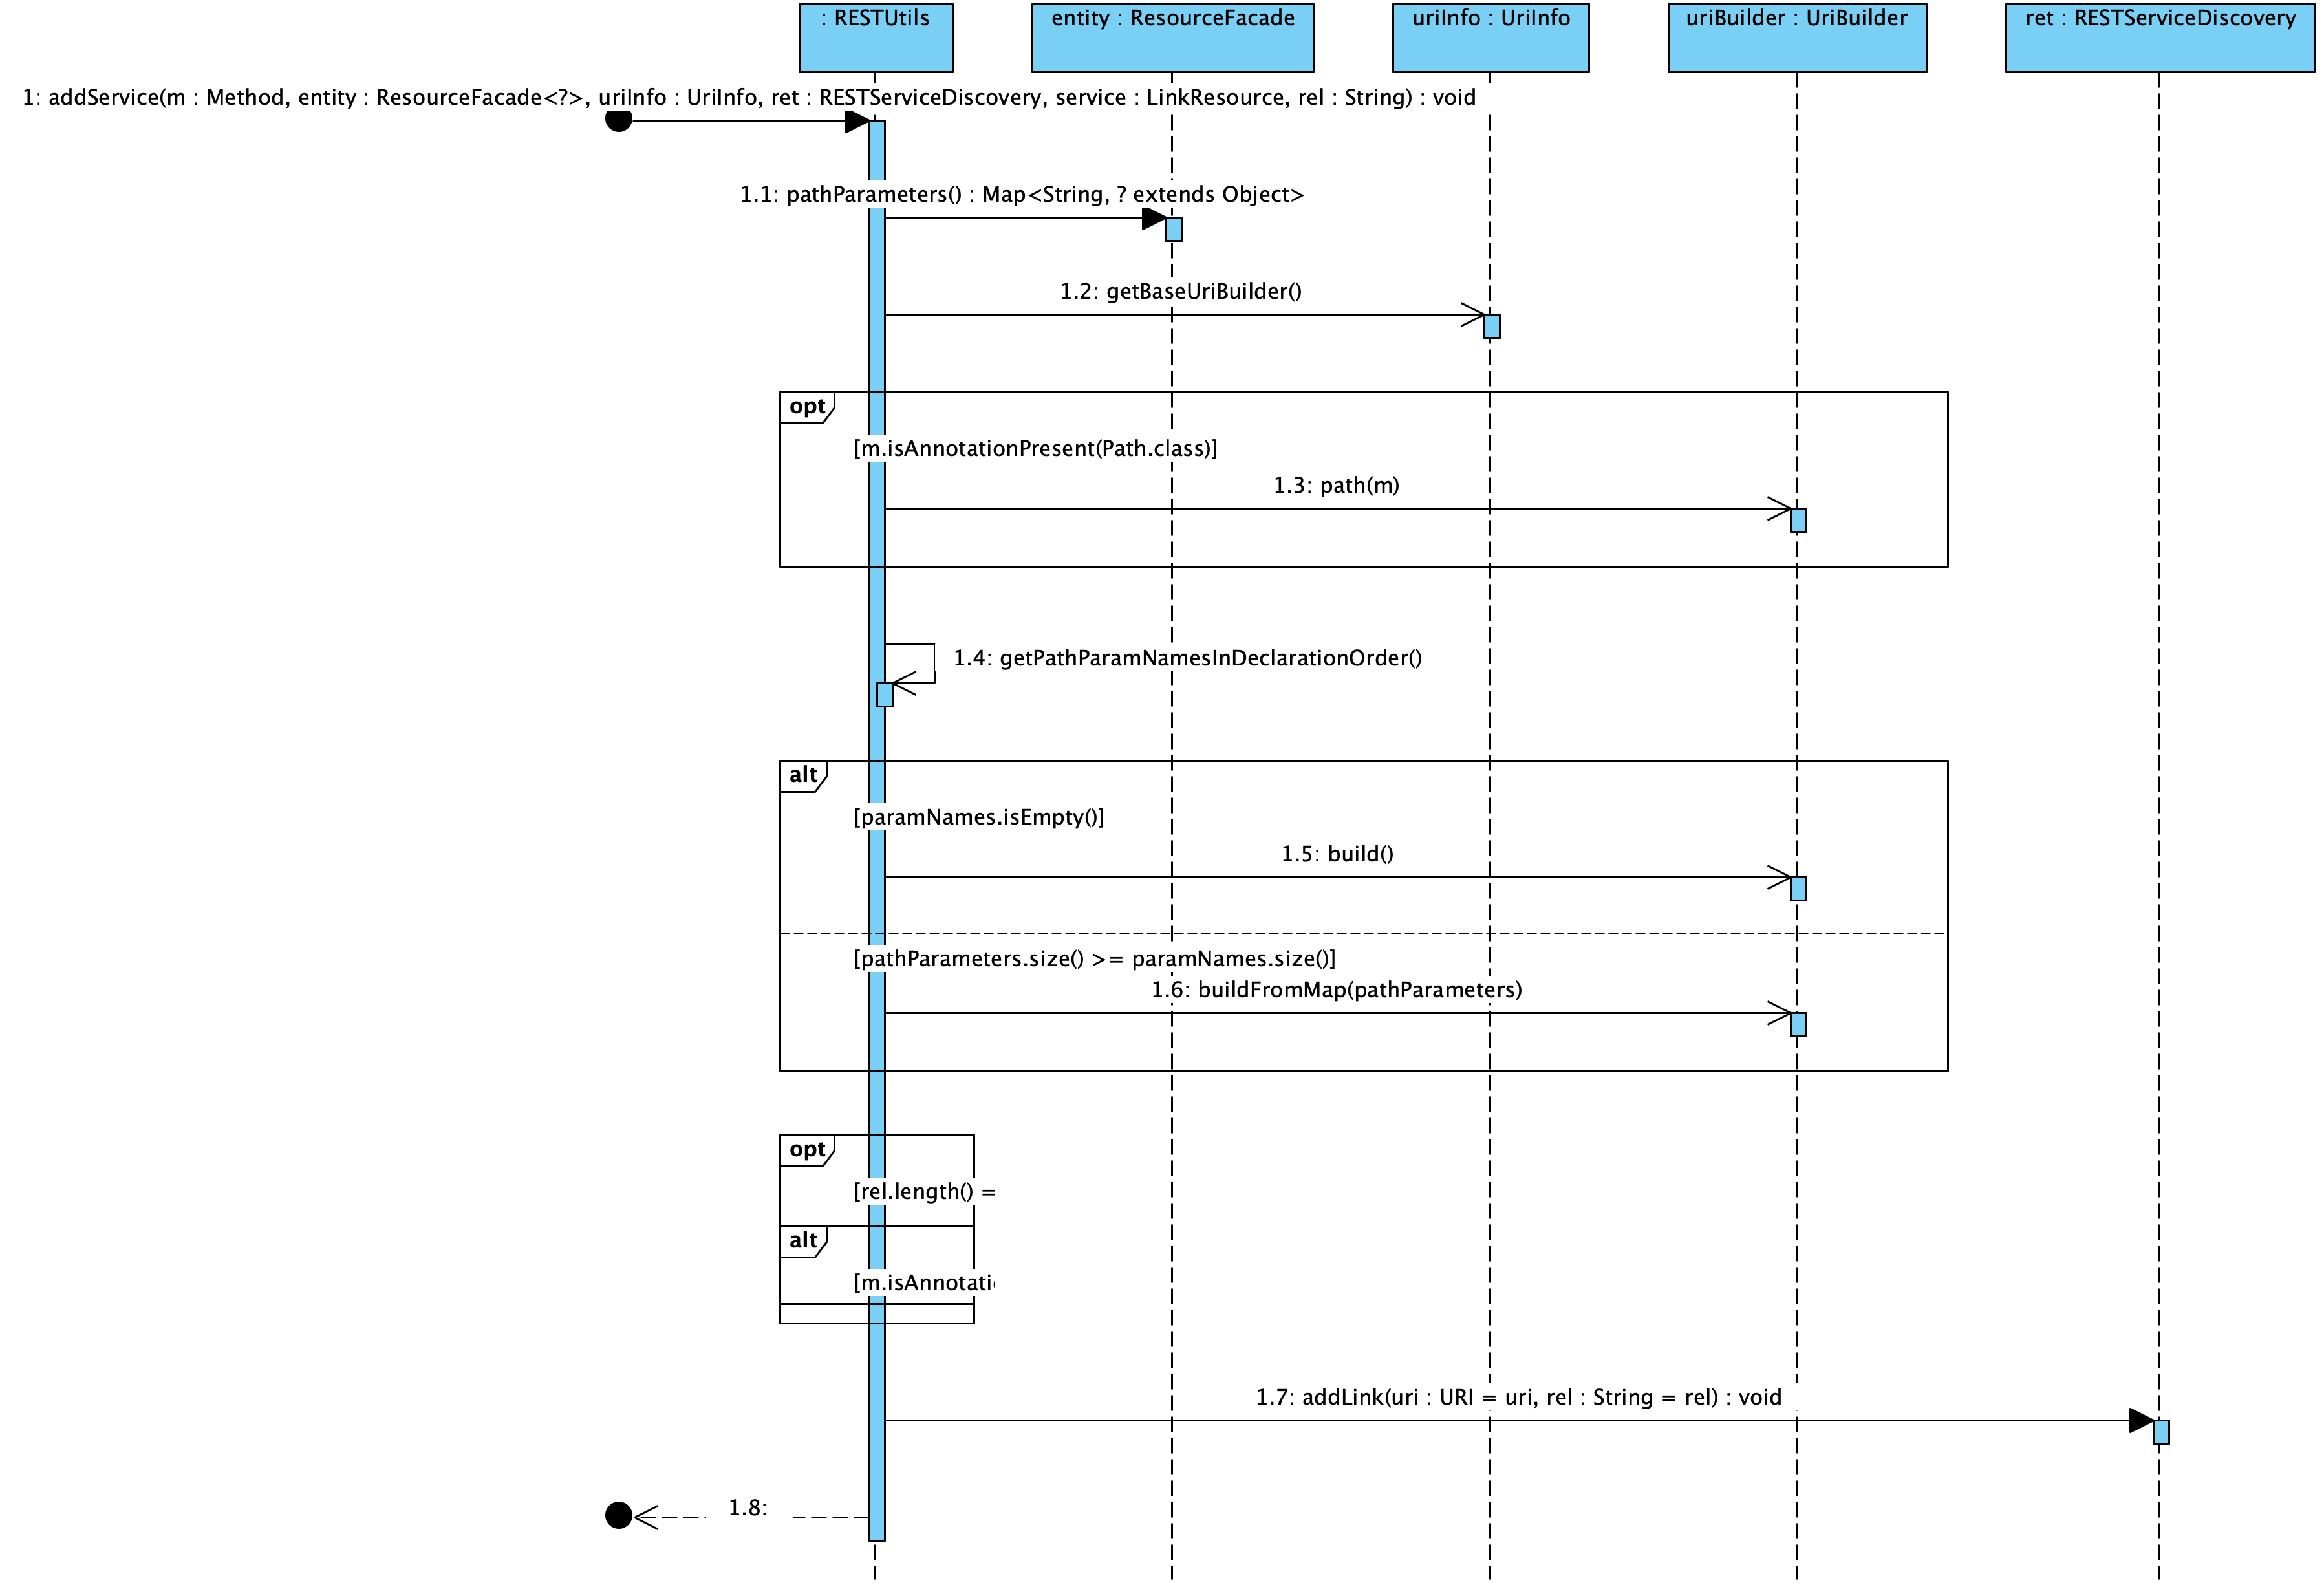 : RESTUtils
entity : ResourceFacade
uriInfo : UriInfo
uriBuilder : UriBuilder
ret : RESTServiceDiscovery
1: addService(m : Method, entity : ResourceFacade<?>, uriInfo : UriInfo, ret : RESTServiceDiscovery, service : LinkResource, rel : String) : void
1.1: pathParameters() : Map<String, ? extends Object>
1.2: getBaseUriBuilder()
opt
[m.isAnnotationPresent(Path.class)]
1.3: path(m)
1.4: getPathParamNamesInDeclarationOrder()
alt
[paramNames.isEmpty()]
1.5: build()
[pathParameters.size() >= paramNames.size()]
1.6: buildFromMap(pathParameters)
opt
[rel.length() =
alt
[m.isAnnotati
1.7: addLink(uri : URI = uri, rel : String = rel) : void
1.8: